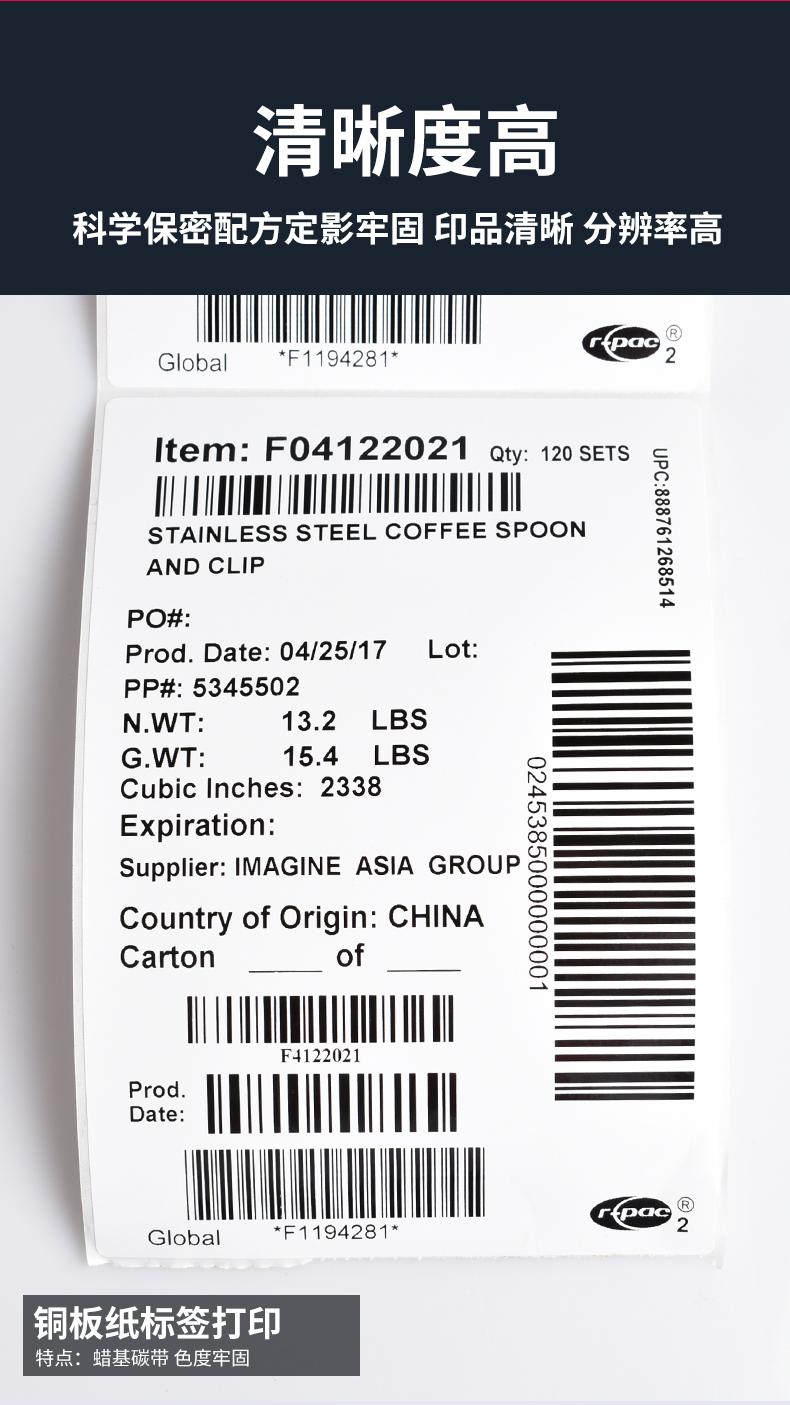 清晰度高
科学保密配方定影牢固 印品清晰 分辨率高
Global *F1194281*
r-pac® 2
Item: F04122021 Qty: 120 SETS
UPC:888761268514
STAINLESS STEEL COFFEE SPOON
AND CLIP
PO#:
Prod. Date: 04/25/17 Lot:
PP#: 5345502
N.WT: 13.2 LBS
G.WT: 15.4 LBS
Cubic Inches: 2338
Expiration:
Supplier: IMAGINE ASIA GROUP
02453850000000001
Country of Origin: CHINA
Carton ____ of ____
F4122021
Prod.
Date:
Global *F1194281*
r-pac® 2
铜板纸标签打印
特点：蜡基碳带 色度牢固